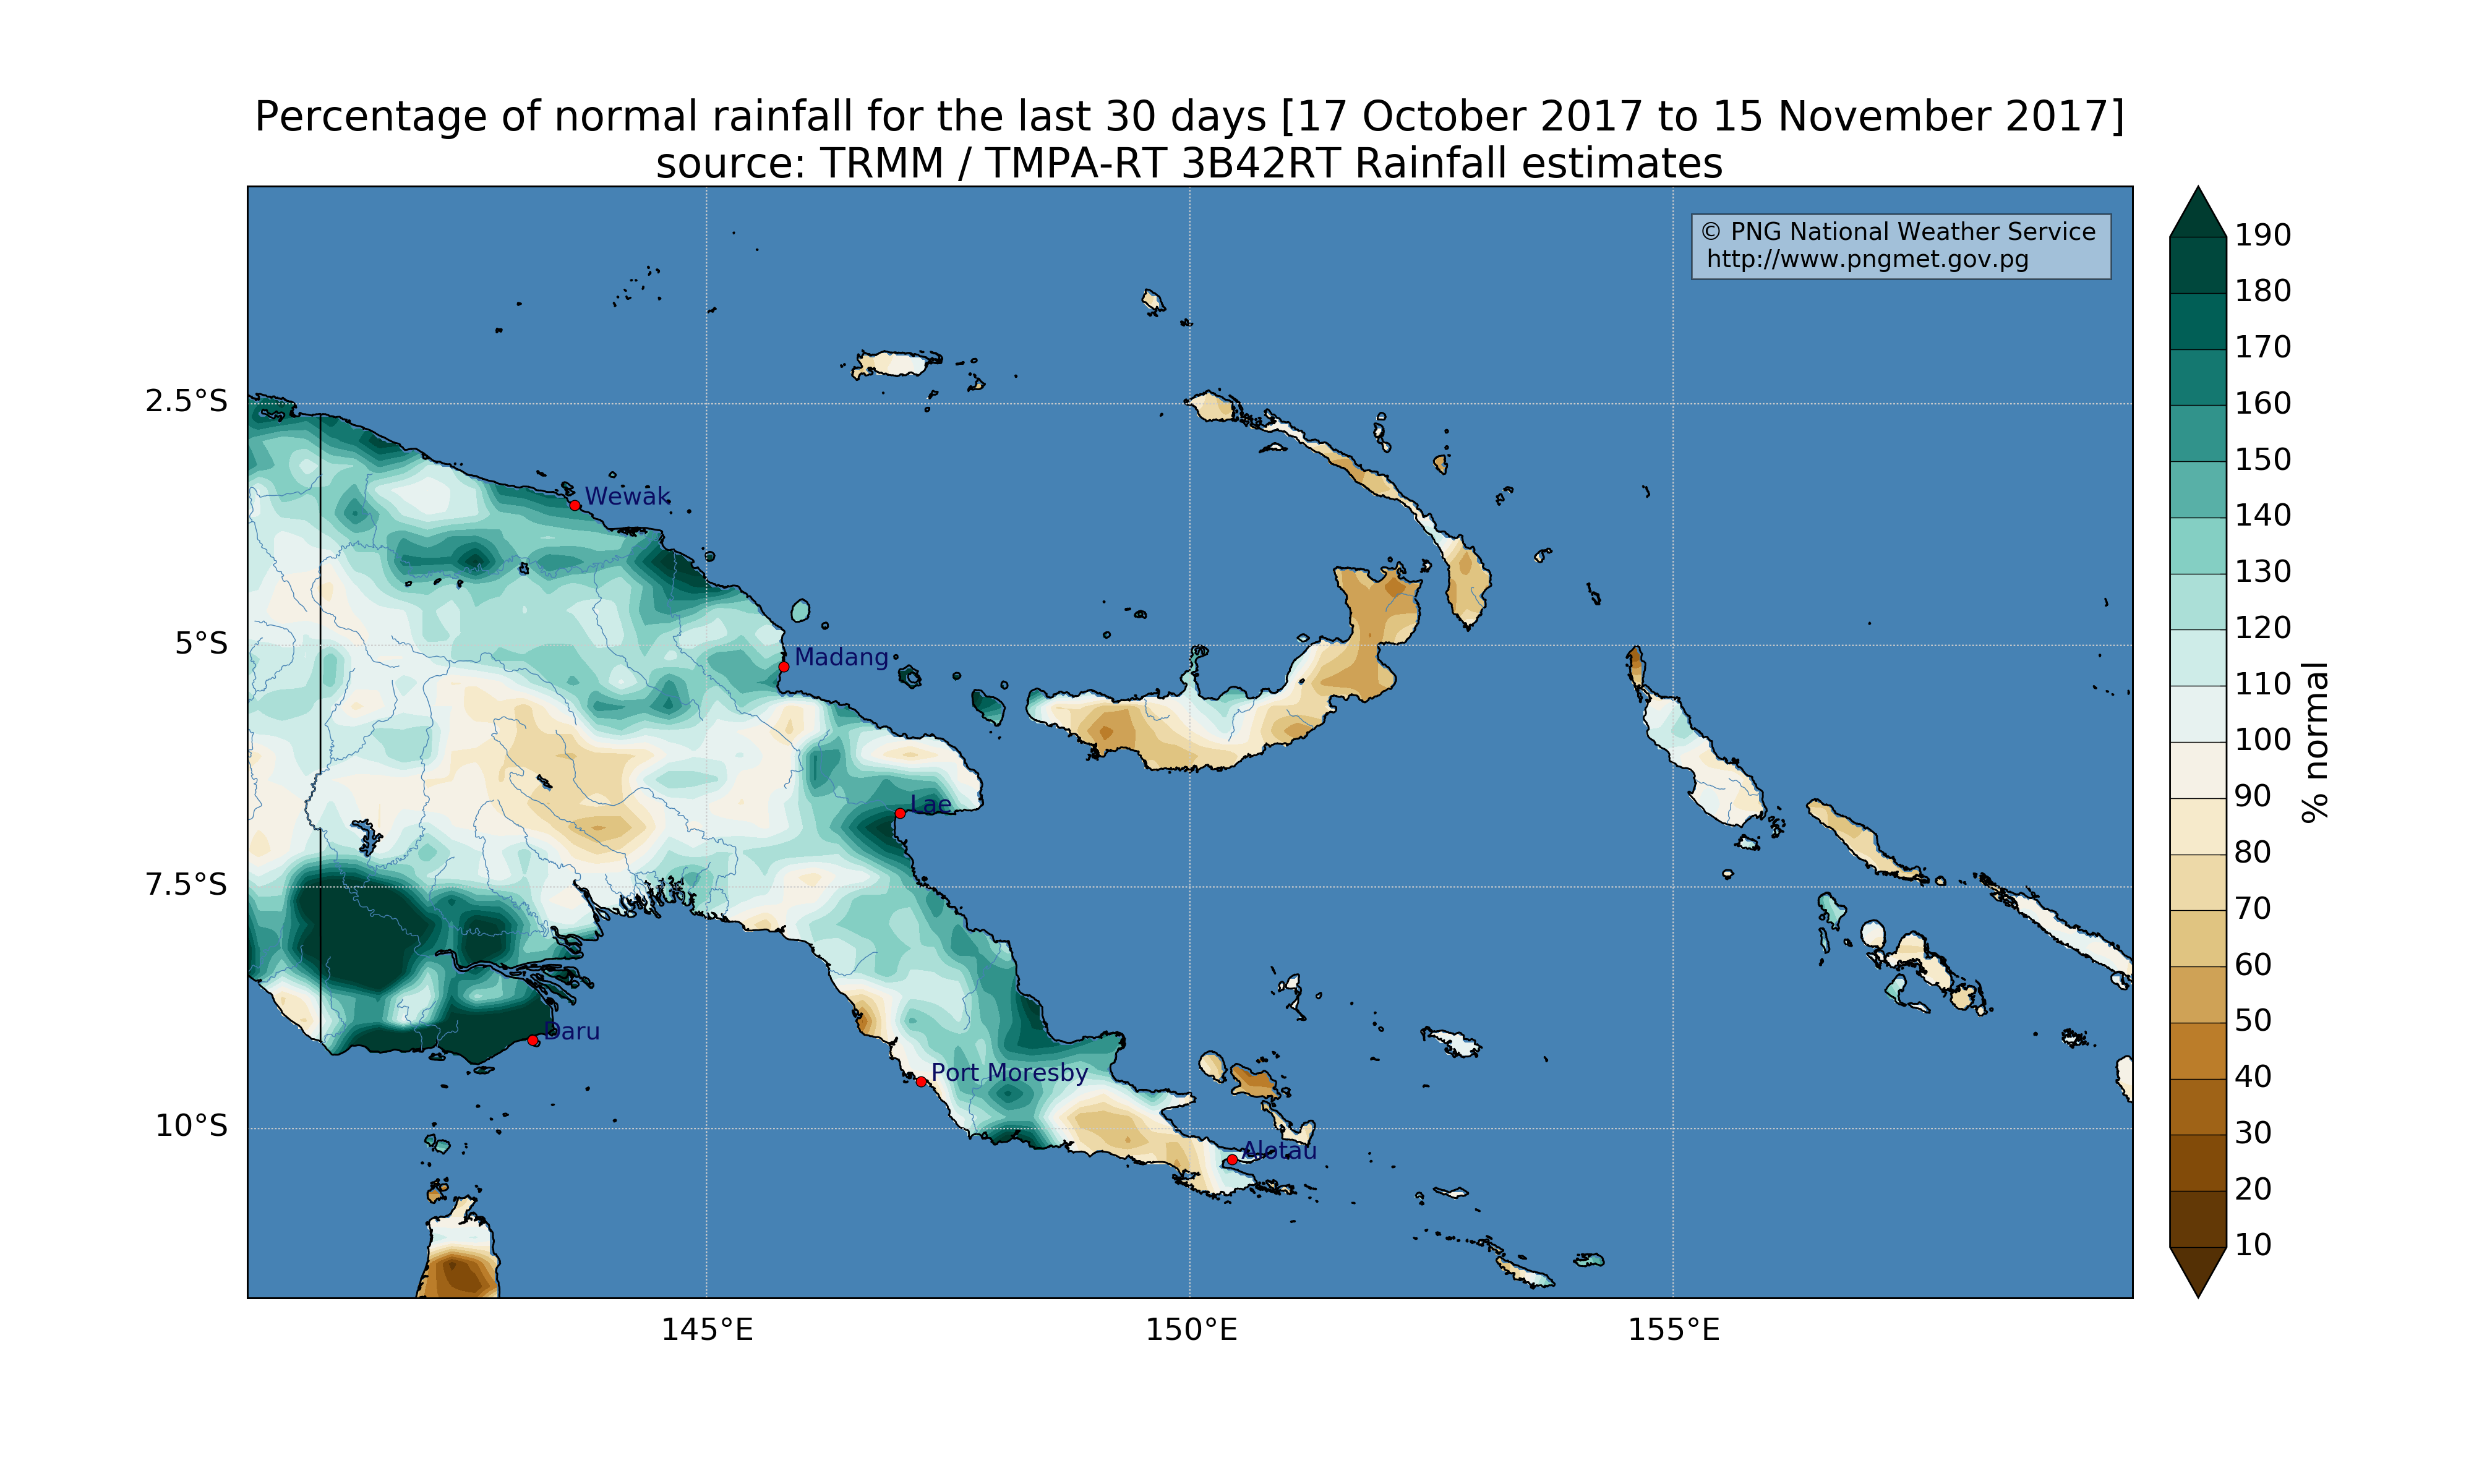 Percentage of normal rainfall for the last 30 days [17 October 2017 to 15 November 2017]
source: TRMM / TMPA-RT 3B42RT Rainfall estimates
© PNG National Weather Service
http://www.pngmet.gov.pg
2.5°S
5°S
7.5°S
10°S
Wewak
Madang
Lae
Daru
Port Moresby
Alotau
145°E
150°E
155°E
190
180
170
160
150
140
130
120
110
100
90
80
70
60
50
40
30
20
10
% normal